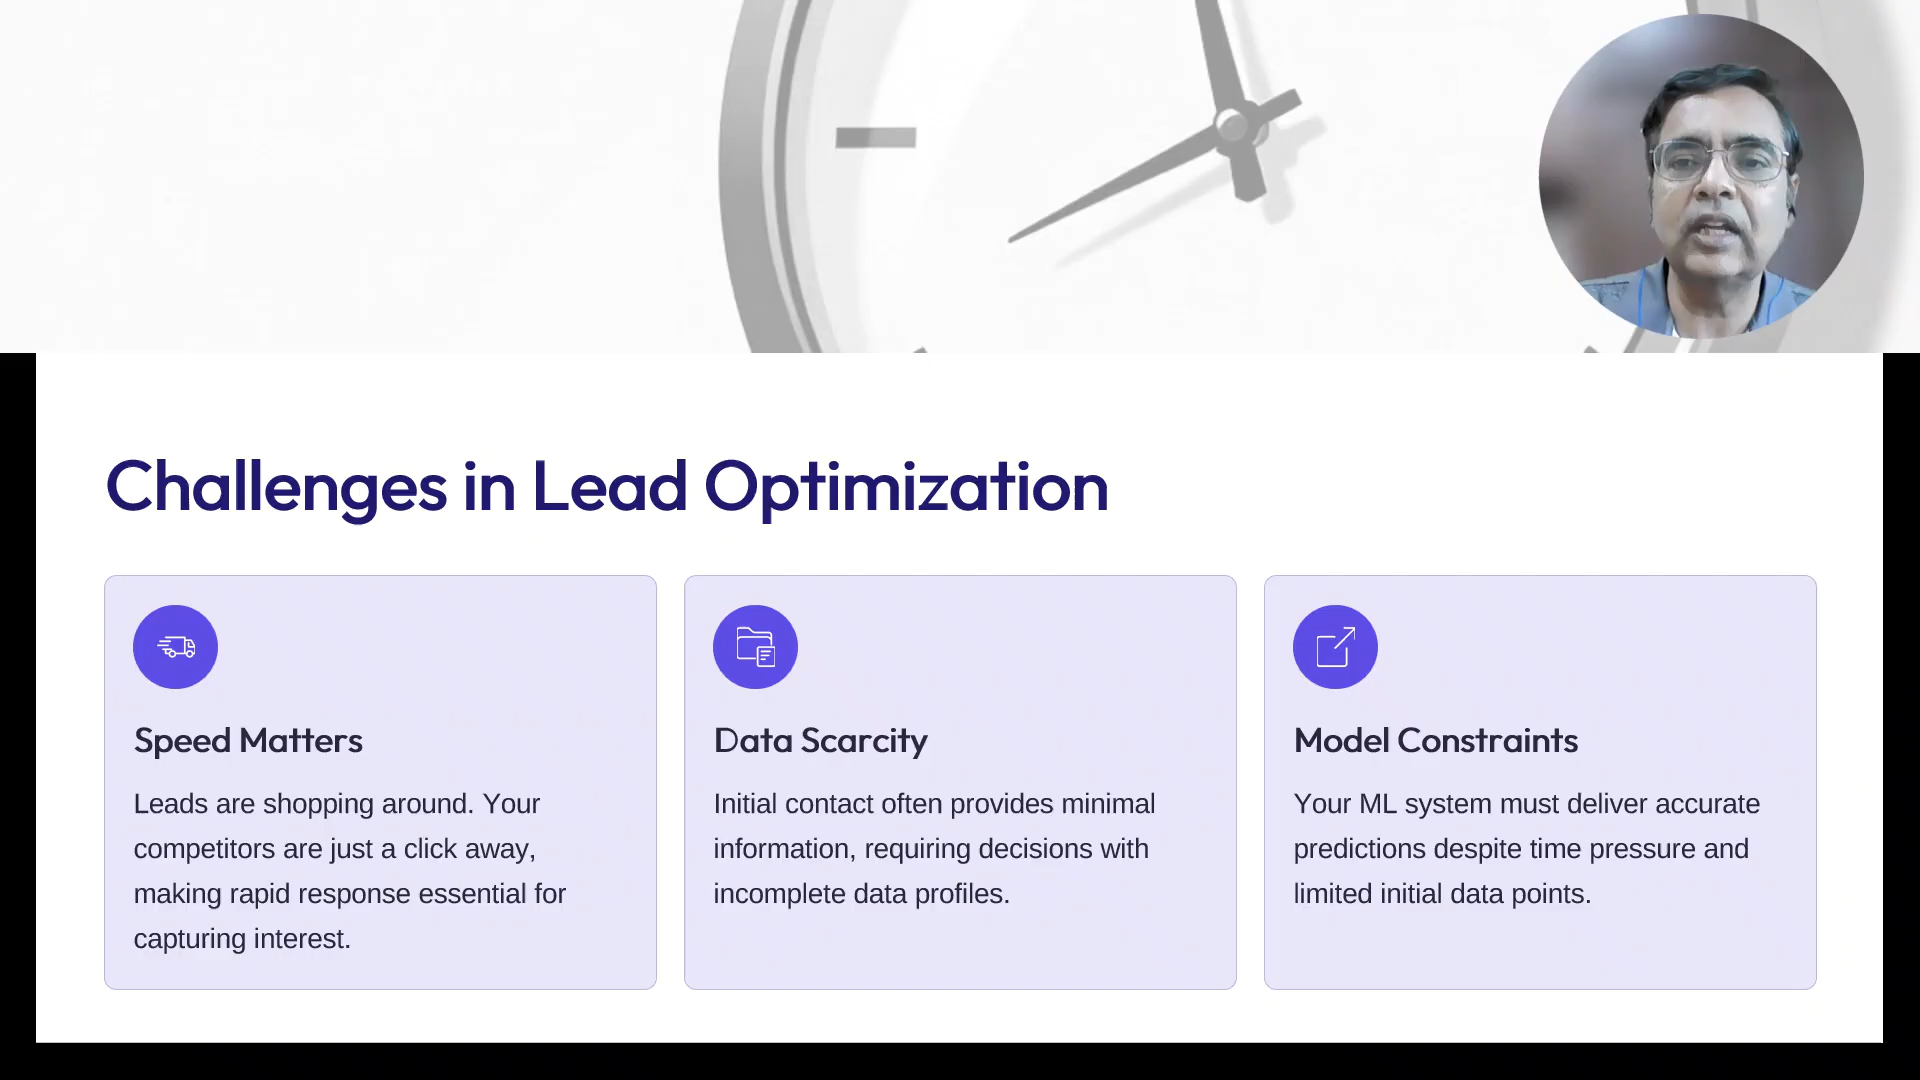 Challenges in Lead Optimization
Speed Matters
Leads are shopping around. Your
competitors are just a click away,
making rapid response essential for
capturing interest.
Data Scarcity
Initial contact often provides minimal
information, requiring decisions with
incomplete data profiles.
Model Constraints
Your ML system must deliver accurate
predictions despite time pressure and
limited initial data points.